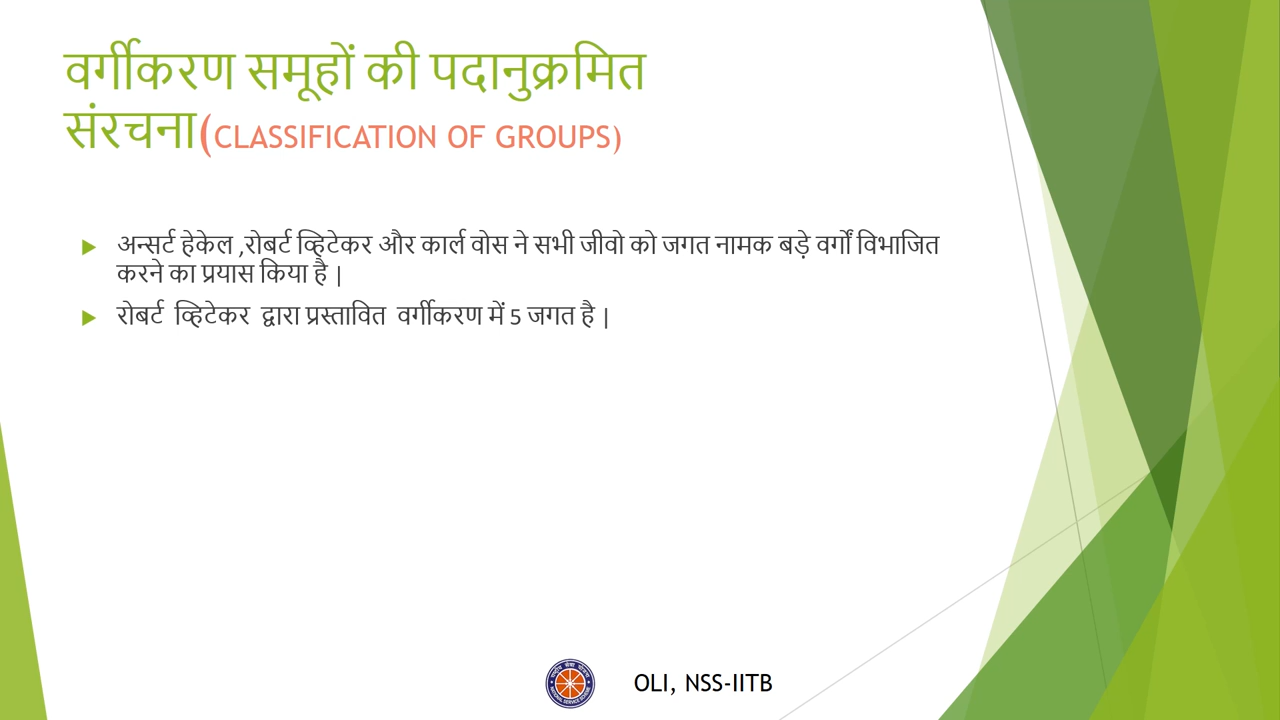 वर्गीकरण समूहों की पदानुक्रमित
संरचना(CLASSIFICATION OF GROUPS)
अन्सर्ट हेकेल ,रोबर्ट व्हिटेकर और कार्ल वोस ने सभी जीवो को जगत नामक बड़े वर्गों विभाजित
करने का प्रयास किया है |
रोबर्ट व्हिटेकर द्वारा प्रस्तावित वर्गीकरण में 5 जगत है |
OLI, NSS-IITB